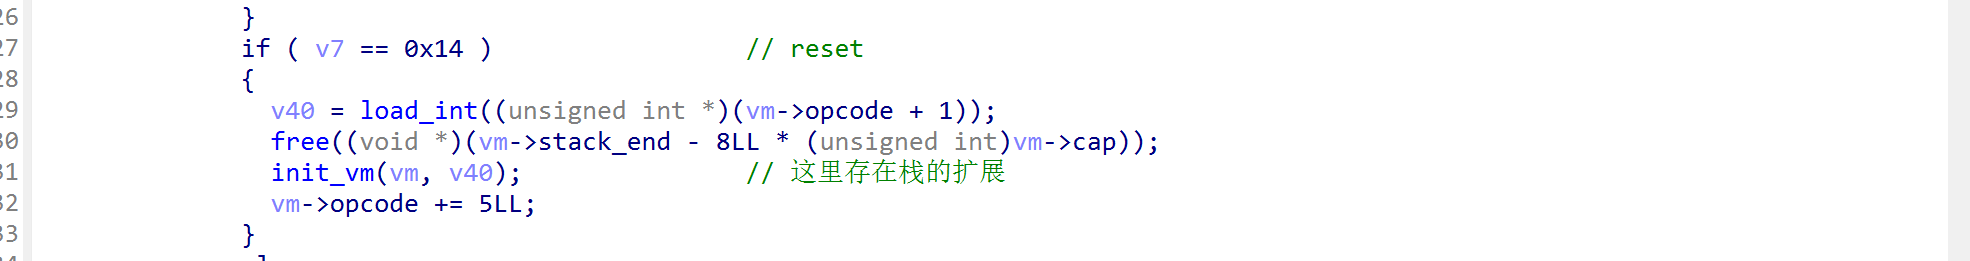 26 }
27 if ( v7 == 0x14 ) // reset
28 {
29 v40 = load_int((unsigned int *)(vm->opcode + 1));
30 free((void *)(vm->stack_end - 8LL * (unsigned int)vm->cap));
31 init_vm(vm, v40); // 这里存在栈的扩展
32 vm->opcode += 5LL;
33 }